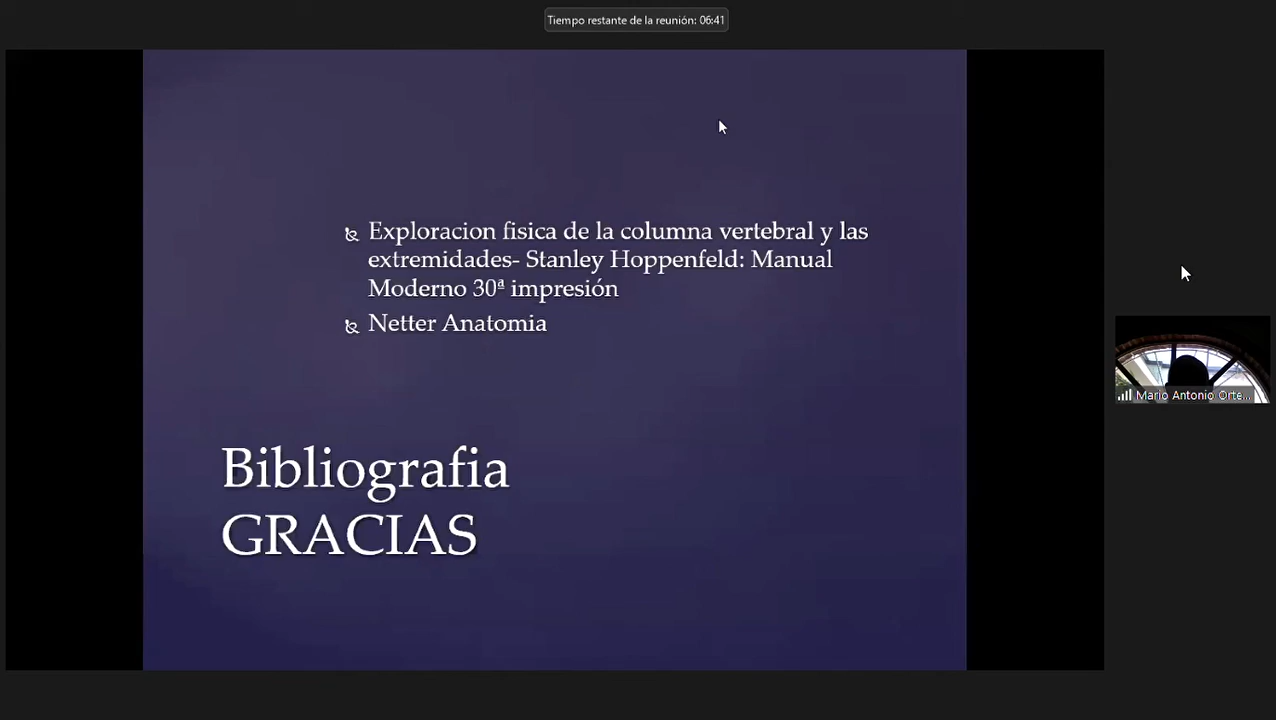 Tiempo restante de la reunión: 06:41
Exploracion fisica de la columna vertebral y las
extremidades- Stanley Hoppenfeld: Manual
Moderno 30ª impresión
Netter Anatomia
Mario Antonio Orte...
Bibliografia
GRACIAS